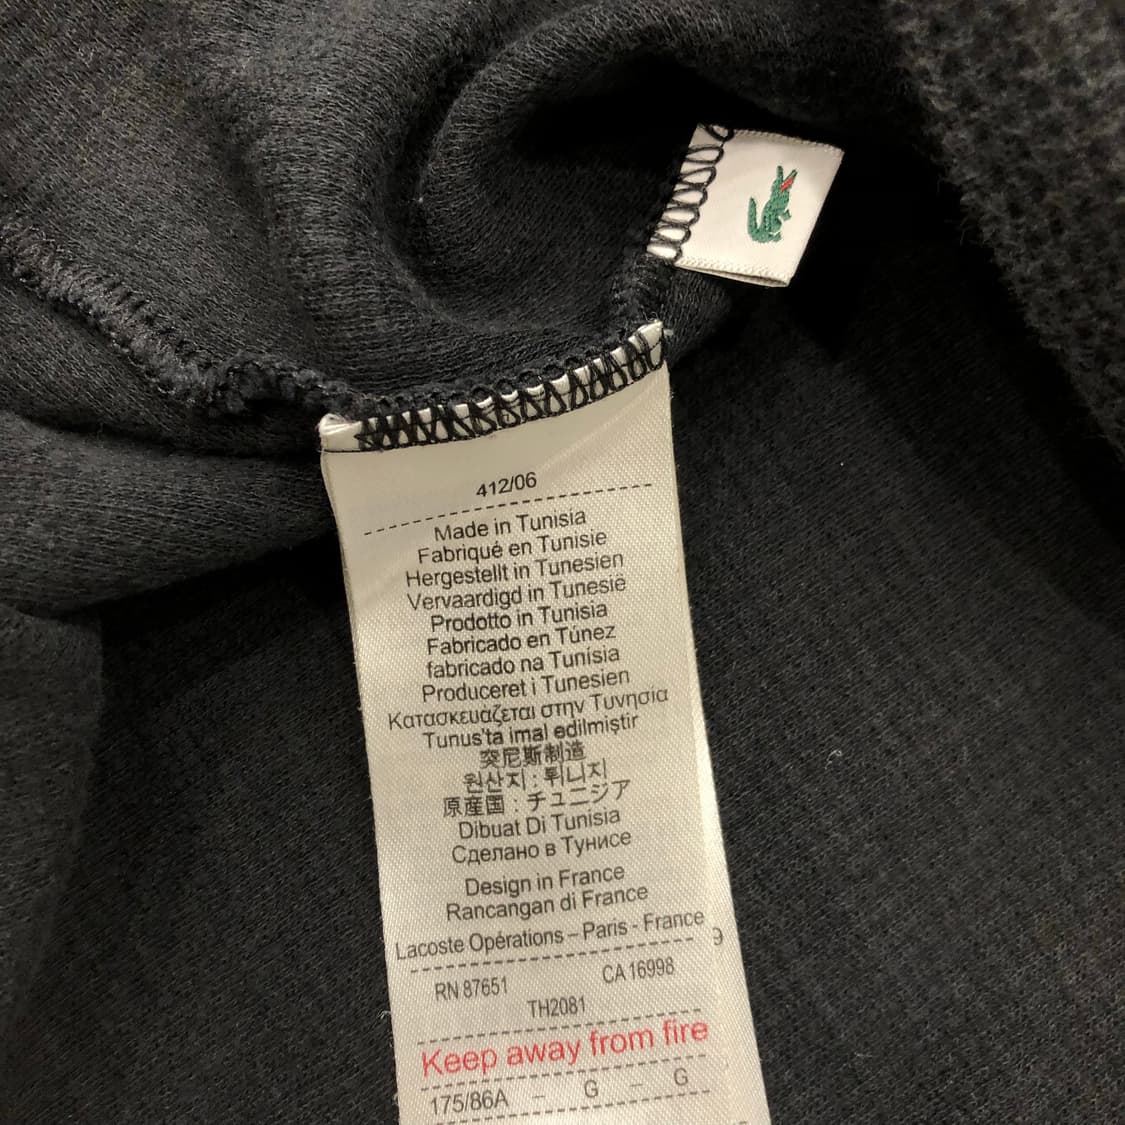 412/06
Made in Tunisia
Fabriqué en Tunisie
Hergestellt in Tunesien
Vervaardigd in Tunesië
Prodotto in Tunisia
Fabricado en Túnez
fabricado na Tunísia
Produceret i Tunesien
Κατασκευάζεται στην Τυνησία
Tunus'ta imal edilmiştir
突尼斯制造
원산지 : 튀니지
原産国 : チュニジア
Dibuat Di Tunisia
Сделано в Тунисе
Design in France
Rancangan di France
Lacoste Opérations – Paris - France
9
RN 87651 CA 16998
TH2081
Keep away from fire
175/86A – G – G